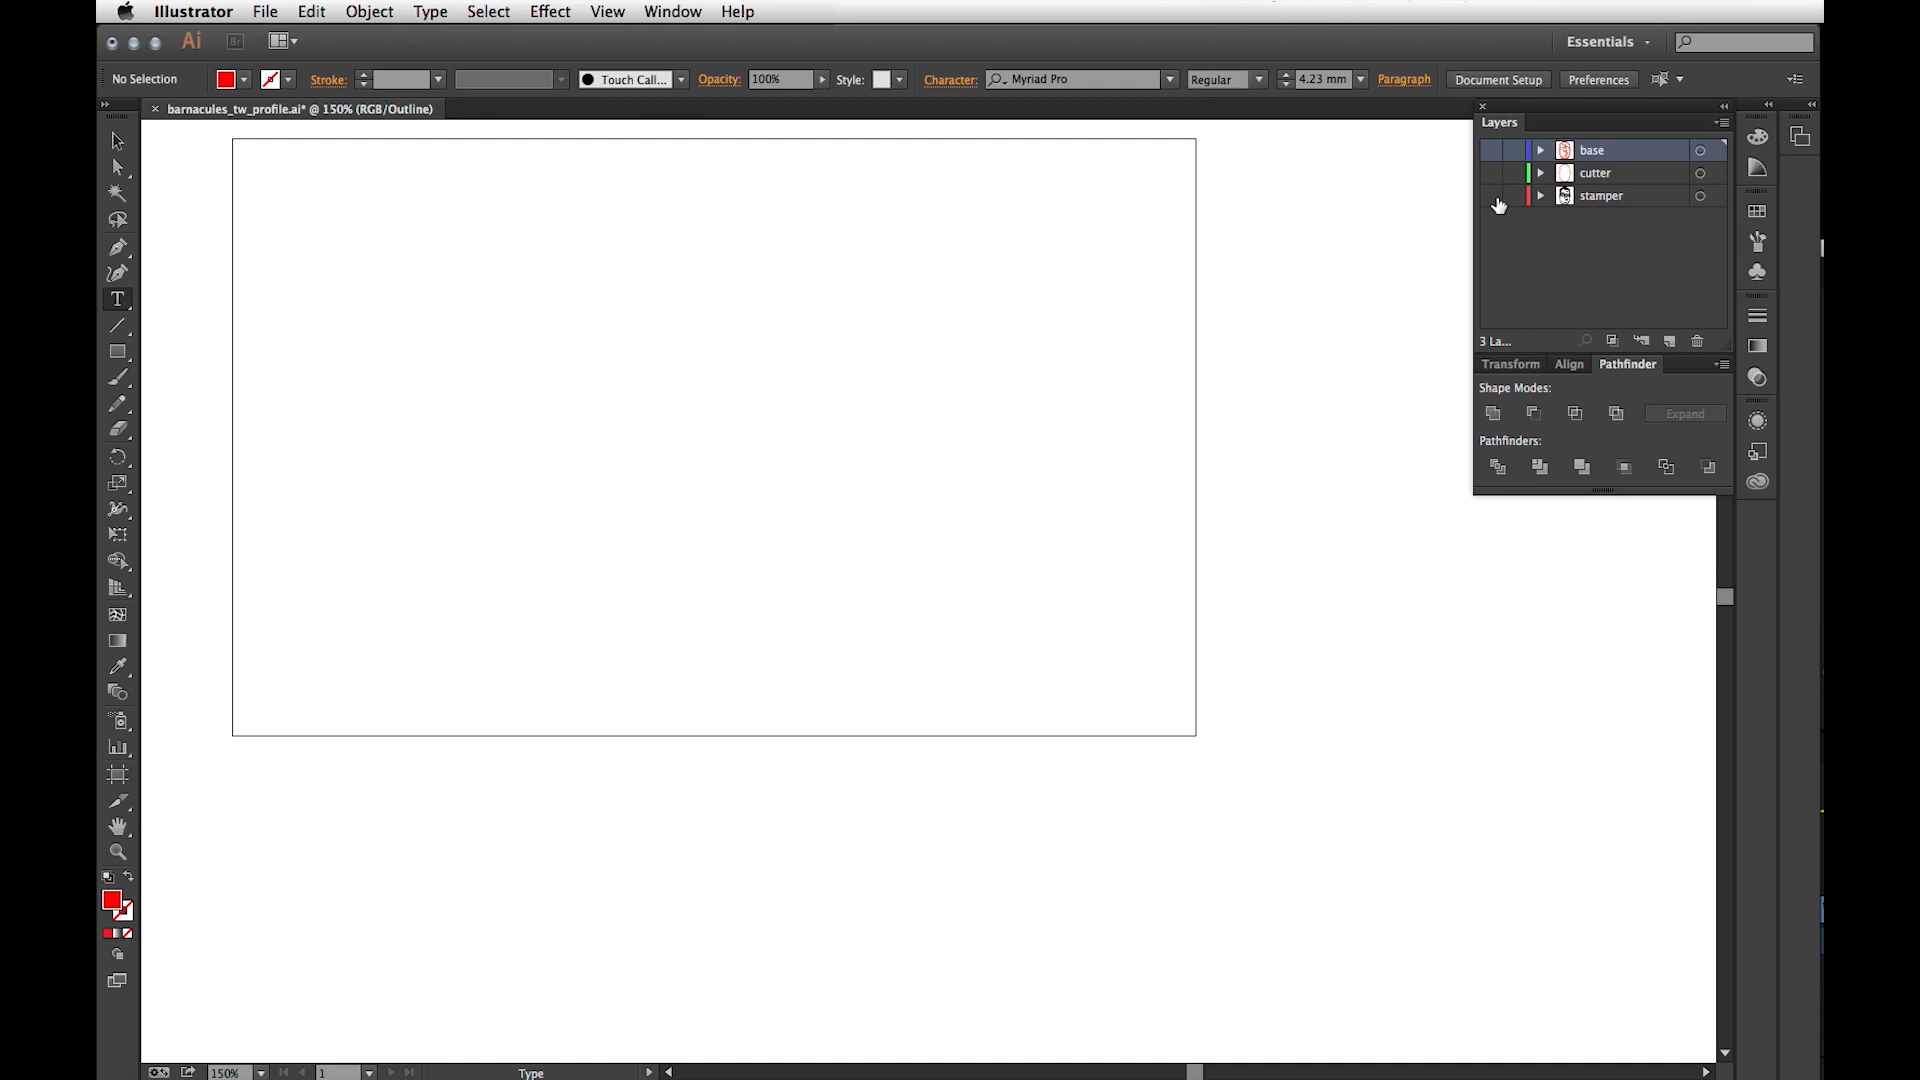 Illustrator File Edit Object Type Select Effect View Window Help
Ai Br Essentials
No Selection Stroke: Touch Call... Opacity: 100% Style: Character: Myriad Pro Regular 4.23 mm Paragraph Document Setup Preferences
× barnacules_tw_profile.ai* @ 150% (RGB/Outline)
Layers
base
cutter
stamper
3 La...
Transform Align Pathfinder
Shape Modes:
Expand
Pathfinders:
T
150% 1 Type